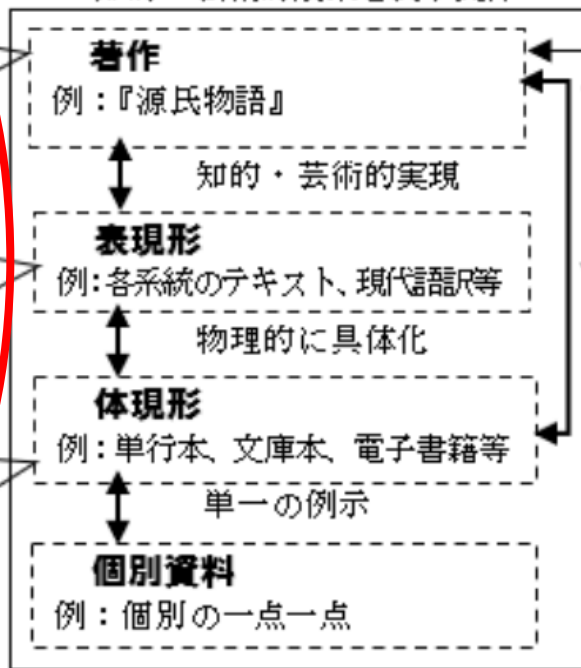 著作
例：『源氏物語』
知的・芸術的実現
表現形
例：各系統のテキスト、現代語訳等
物理的に具体化
体現形
例：単行本、文庫本、電子書籍等
単一の例示
個別資料
例：個別の一点一点